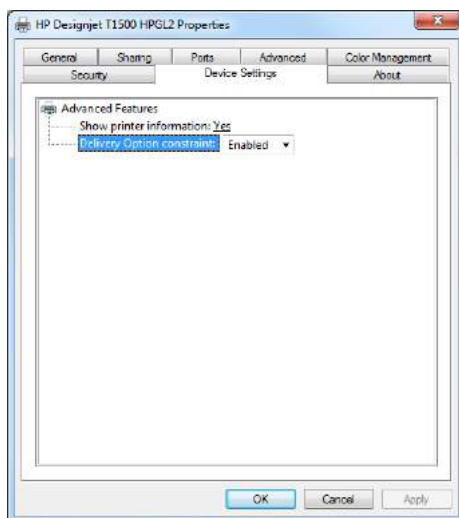 HP Designjet T1500 HPGL2 Properties
General Sharing Ports Advanced Color Management
Security Device Settings About
Advanced Features
Show printer information: Yes
Delivery Option constraint: Enabled
OK Cancel Apply